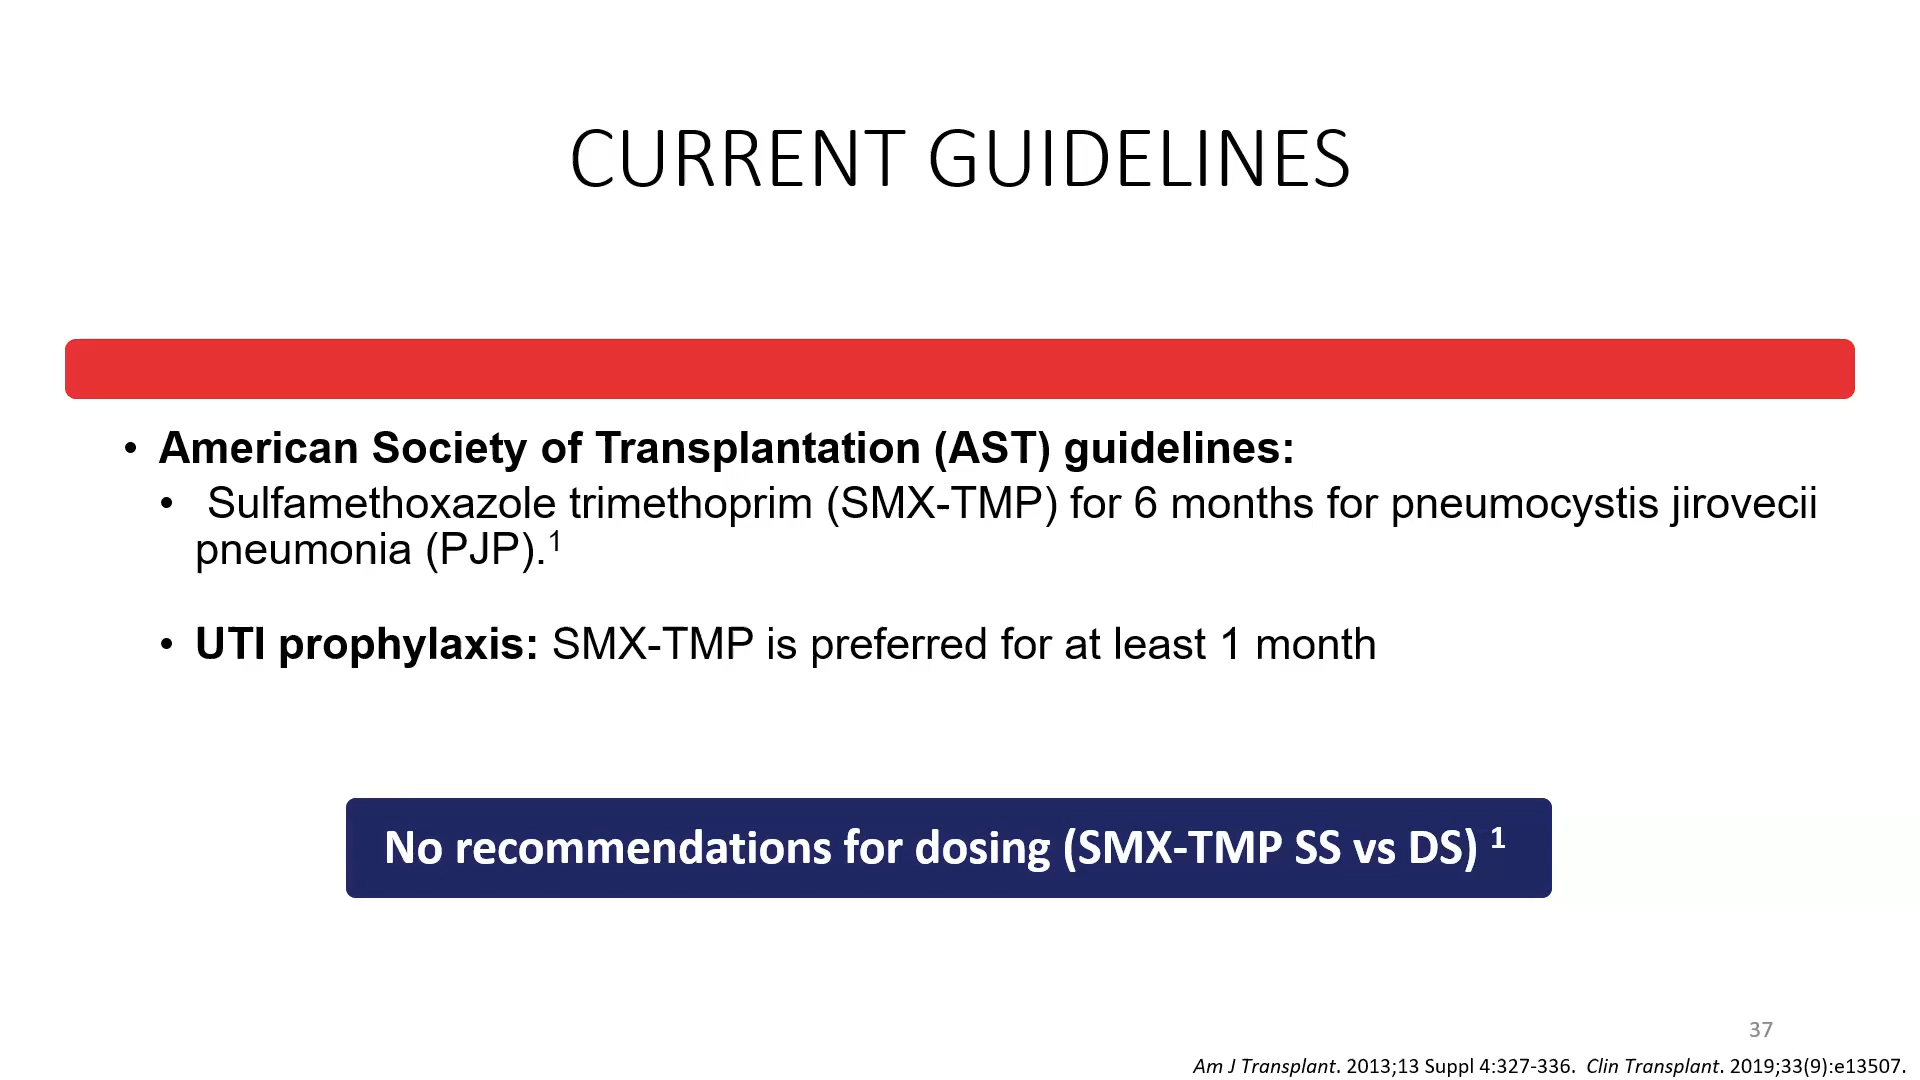 CURRENT GUIDELINES
• American Society of Transplantation (AST) guidelines:
• Sulfamethoxazole trimethoprim (SMX-TMP) for 6 months for pneumocystis jirovecii
pneumonia (PJP).1
• UTI prophylaxis: SMX-TMP is preferred for at least 1 month
No recommendations for dosing (SMX-TMP SS vs DS) 1
37
Am J Transplant. 2013;13 Suppl 4:327-336. Clin Transplant. 2019;33(9):e13507.